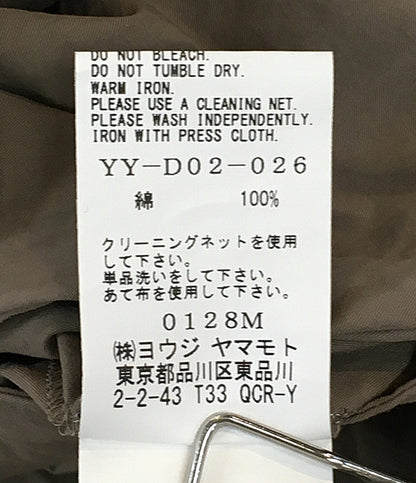 DO NOT BLEACH.
DO NOT TUMBLE DRY.
WARM IRON.
PLEASE USE A CLEANING NET.
PLEASE WASH INDEPENDENTLY.
IRON WITH PRESS CLOTH.
YY-D02-026
綿 100%
クリーニングネットを使用
して下さい。
単品洗いをして下さい。
あて布を使用して下さい。
0128M
㈱ヨウジ ヤマモト
東京都品川区東品川
2-2-43 T33 QCR-Y